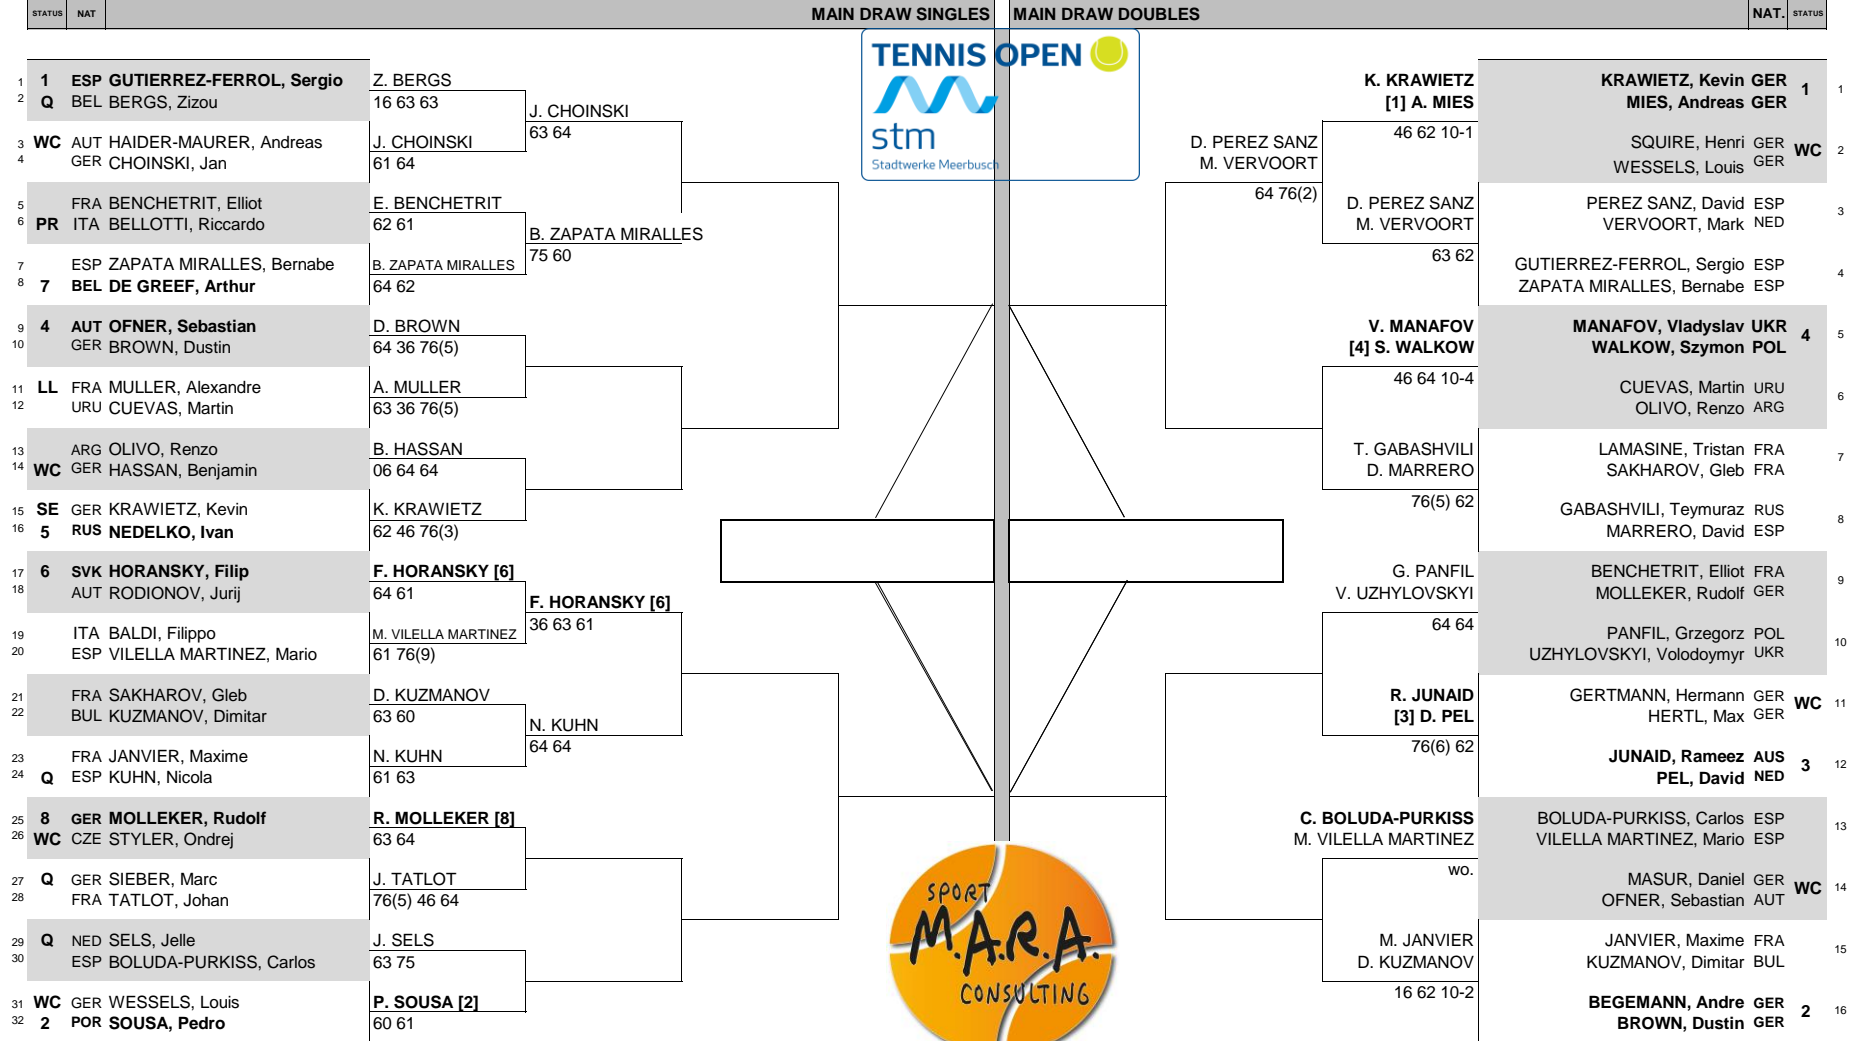 STATUS NAT MAIN DRAW SINGLES MAIN DRAW DOUBLES NAT. STATUS
TENNIS OPEN
stm
Stadtwerke Meerbusch
1 1 ESP GUTIERREZ-FERROL, Sergio
2 Q BEL BERGS, Zizou
3 WC AUT HAIDER-MAURER, Andreas
4 GER CHOINSKI, Jan
5 FRA BENCHETRIT, Elliot
6 PR ITA BELLOTTI, Riccardo
7 ESP ZAPATA MIRALLES, Bernabe
8 7 BEL DE GREEF, Arthur
9 4 AUT OFNER, Sebastian
10 GER BROWN, Dustin
11 LL FRA MULLER, Alexandre
12 URU CUEVAS, Martin
13 ARG OLIVO, Renzo
14 WC GER HASSAN, Benjamin
15 SE GER KRAWIETZ, Kevin
16 5 RUS NEDELKO, Ivan
17 6 SVK HORANSKY, Filip
18 AUT RODIONOV, Jurij
19 ITA BALDI, Filippo
20 ESP VILELLA MARTINEZ, Mario
21 FRA SAKHAROV, Gleb
22 BUL KUZMANOV, Dimitar
23 FRA JANVIER, Maxime
24 Q ESP KUHN, Nicola
25 8 GER MOLLEKER, Rudolf
26 WC CZE STYLER, Ondrej
27 Q GER SIEBER, Marc
28 FRA TATLOT, Johan
29 Q NED SELS, Jelle
30 ESP BOLUDA-PURKISS, Carlos
31 WC GER WESSELS, Louis
32 2 POR SOUSA, Pedro
Z. BERGS
16 63 63
J. CHOINSKI
61 64
E. BENCHETRIT
62 61
B. ZAPATA MIRALLES
64 62
D. BROWN
64 36 76(5)
A. MULLER
63 36 76(5)
B. HASSAN
06 64 64
K. KRAWIETZ
62 46 76(3)
F. HORANSKY [6]
64 61
M. VILELLA MARTINEZ
61 76(9)
D. KUZMANOV
63 60
N. KUHN
61 63
R. MOLLEKER [8]
63 64
J. TATLOT
76(5) 46 64
J. SELS
63 75
P. SOUSA [2]
60 61
J. CHOINSKI
63 64
B. ZAPATA MIRALLES
75 60
F. HORANSKY [6]
36 63 61
N. KUHN
64 64
SPORT
M.A.R.A.
CONSULTING
D. PEREZ SANZ
M. VERVOORT
64 76(2)
K. KRAWIETZ
[1] A. MIES
46 62 10-1
D. PEREZ SANZ
M. VERVOORT
63 62
V. MANAFOV
[4] S. WALKOW
46 64 10-4
T. GABASHVILI
D. MARRERO
76(5) 62
G. PANFIL
V. UZHYLOVSKYI
64 64
R. JUNAID
[3] D. PEL
76(6) 62
C. BOLUDA-PURKISS
M. VILELLA MARTINEZ
wo.
M. JANVIER
D. KUZMANOV
16 62 10-2
KRAWIETZ, Kevin GER 1 1
MIES, Andreas GER
SQUIRE, Henri GER WC 2
WESSELS, Louis GER
PEREZ SANZ, David ESP 3
VERVOORT, Mark NED
GUTIERREZ-FERROL, Sergio ESP 4
ZAPATA MIRALLES, Bernabe ESP
MANAFOV, Vladyslav UKR 4 5
WALKOW, Szymon POL
CUEVAS, Martin URU 6
OLIVO, Renzo ARG
LAMASINE, Tristan FRA 7
SAKHAROV, Gleb FRA
GABASHVILI, Teymuraz RUS 8
MARRERO, David ESP
BENCHETRIT, Elliot FRA 9
MOLLEKER, Rudolf GER
PANFIL, Grzegorz POL 10
UZHYLOVSKYI, Volodoymyr UKR
GERTMANN, Hermann GER WC 11
HERTL, Max GER
JUNAID, Rameez AUS 3 12
PEL, David NED
BOLUDA-PURKISS, Carlos ESP 13
VILELLA MARTINEZ, Mario ESP
MASUR, Daniel GER WC 14
OFNER, Sebastian AUT
JANVIER, Maxime FRA 15
KUZMANOV, Dimitar BUL
BEGEMANN, Andre GER 2 16
BROWN, Dustin GER